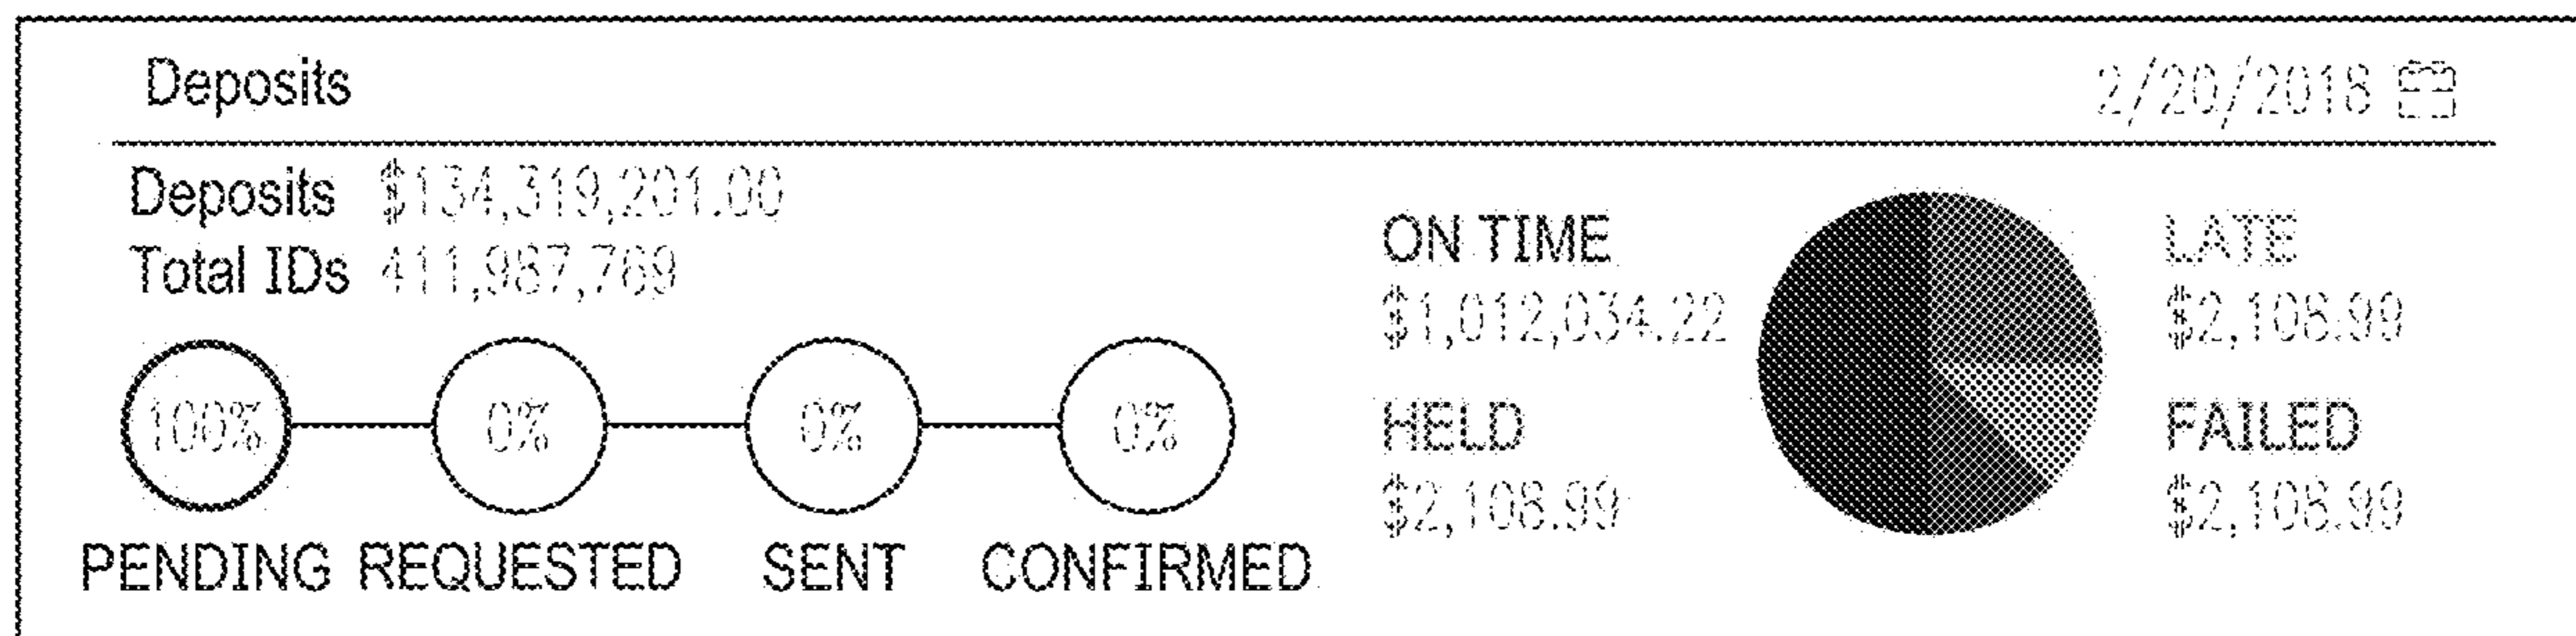 Deposits 2/20/2018
Deposits $134,319,201.00
Total IDs 411,987,769
100% 0% 0% 0%
PENDING REQUESTED SENT CONFIRMED
ON TIME
$1,012,034.22
HELD
$2,108.99
LATE
$2,108.99
FAILED
$2,108.99